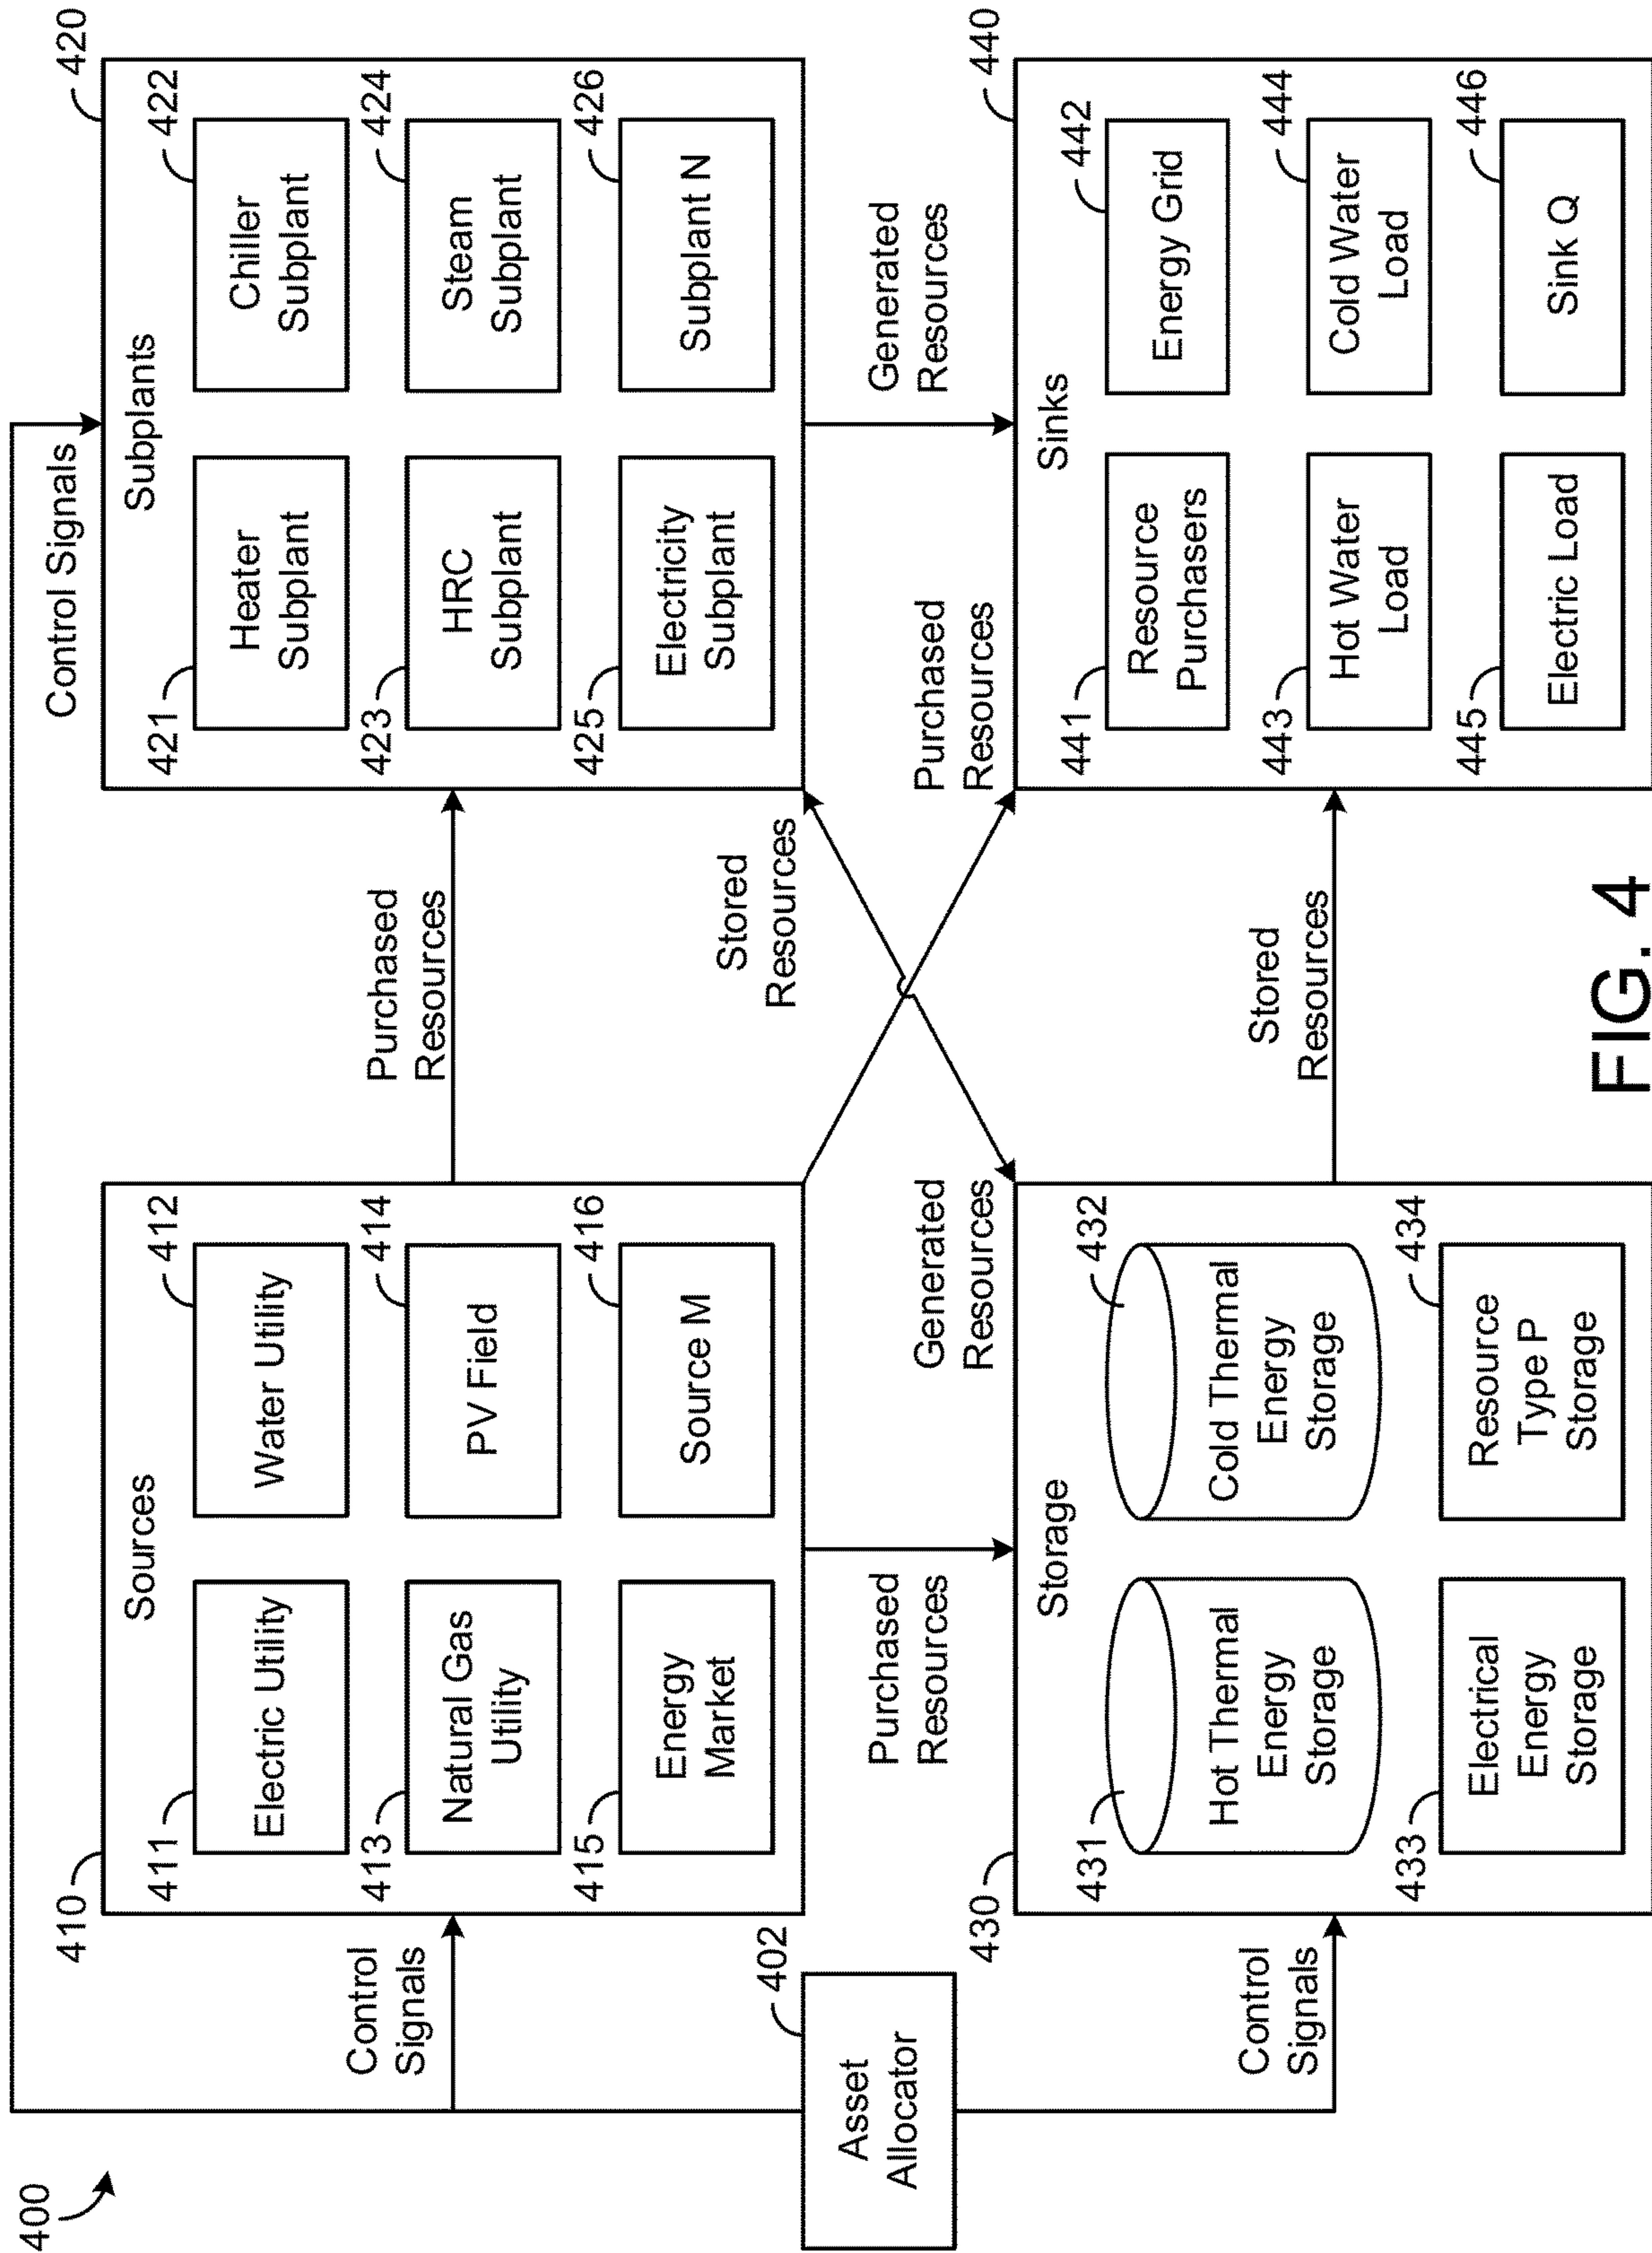 400
Control Signals
410
Sources
411
Electric Utility
412
Water Utility
413
Natural Gas
Utility
414
PV Field
415
Energy
Market
416
Source M
Control
Signals
Purchased
Resources
420
Subplants
421
Heater
Subplant
422
Chiller
Subplant
423
HRC
Subplant
424
Steam
Subplant
425
Electricity
Subplant
426
Subplant N
402
Asset
Allocator
Purchased
Resources
Generated
Resources
Stored
Resources
Purchased
Resources
Generated
Resources
Control
Signals
430
Storage
431
Hot Thermal
Energy
Storage
432
Cold Thermal
Energy
Storage
433
Electrical
Energy
Storage
434
Resource
Type P
Storage
Stored
Resources
440
Sinks
441
Resource
Purchasers
442
Energy Grid
443
Hot Water
Load
444
Cold Water
Load
445
Electric Load
446
Sink Q
FIG. 4